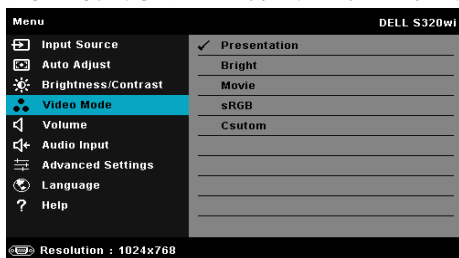 Menu DELL S320wi
Input Source
Auto Adjust
Brightness/Contrast
Video Mode
Volume
Audio Input
Advanced Settings
Language
? Help
✓ Presentation
Bright
Movie
sRGB
Csutom
Resolution : 1024x768